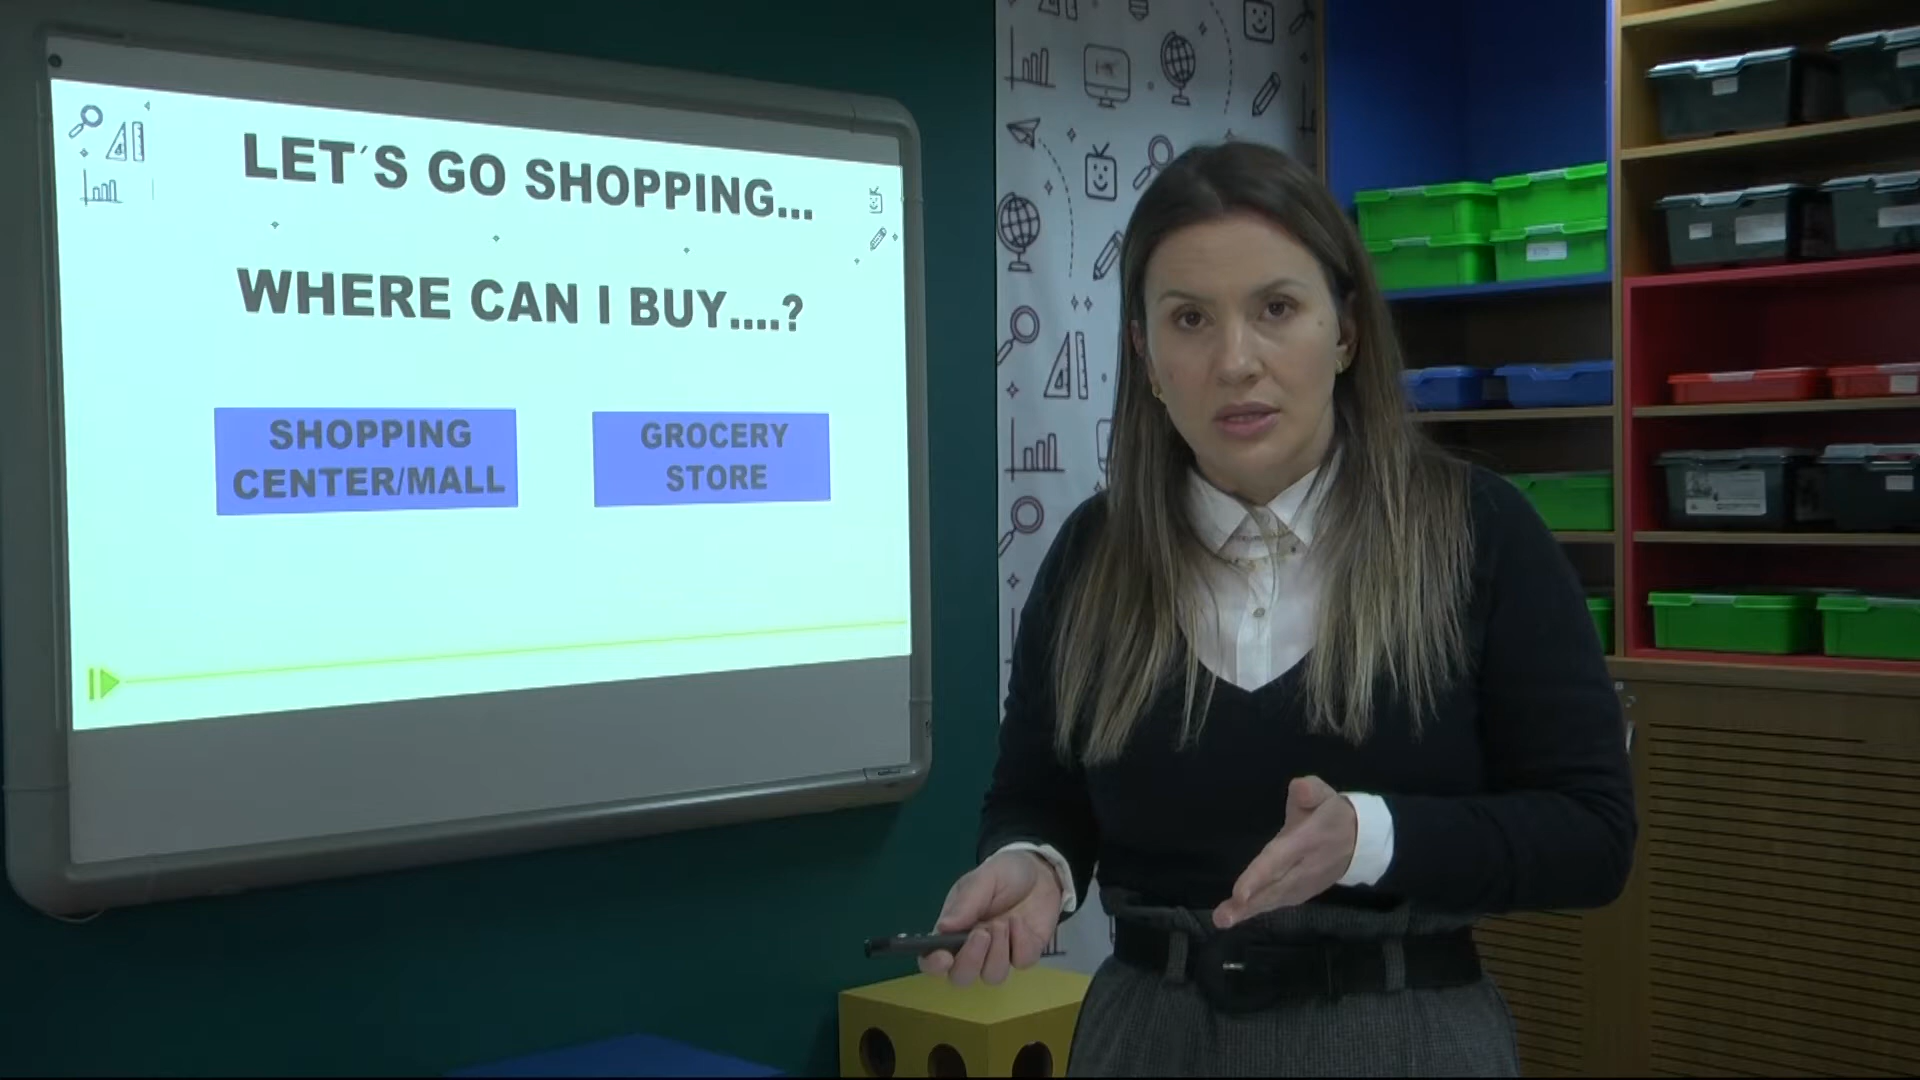 LET´S GO SHOPPING...
WHERE CAN I BUY....?
SHOPPING
CENTER/MALL
GROCERY
STORE